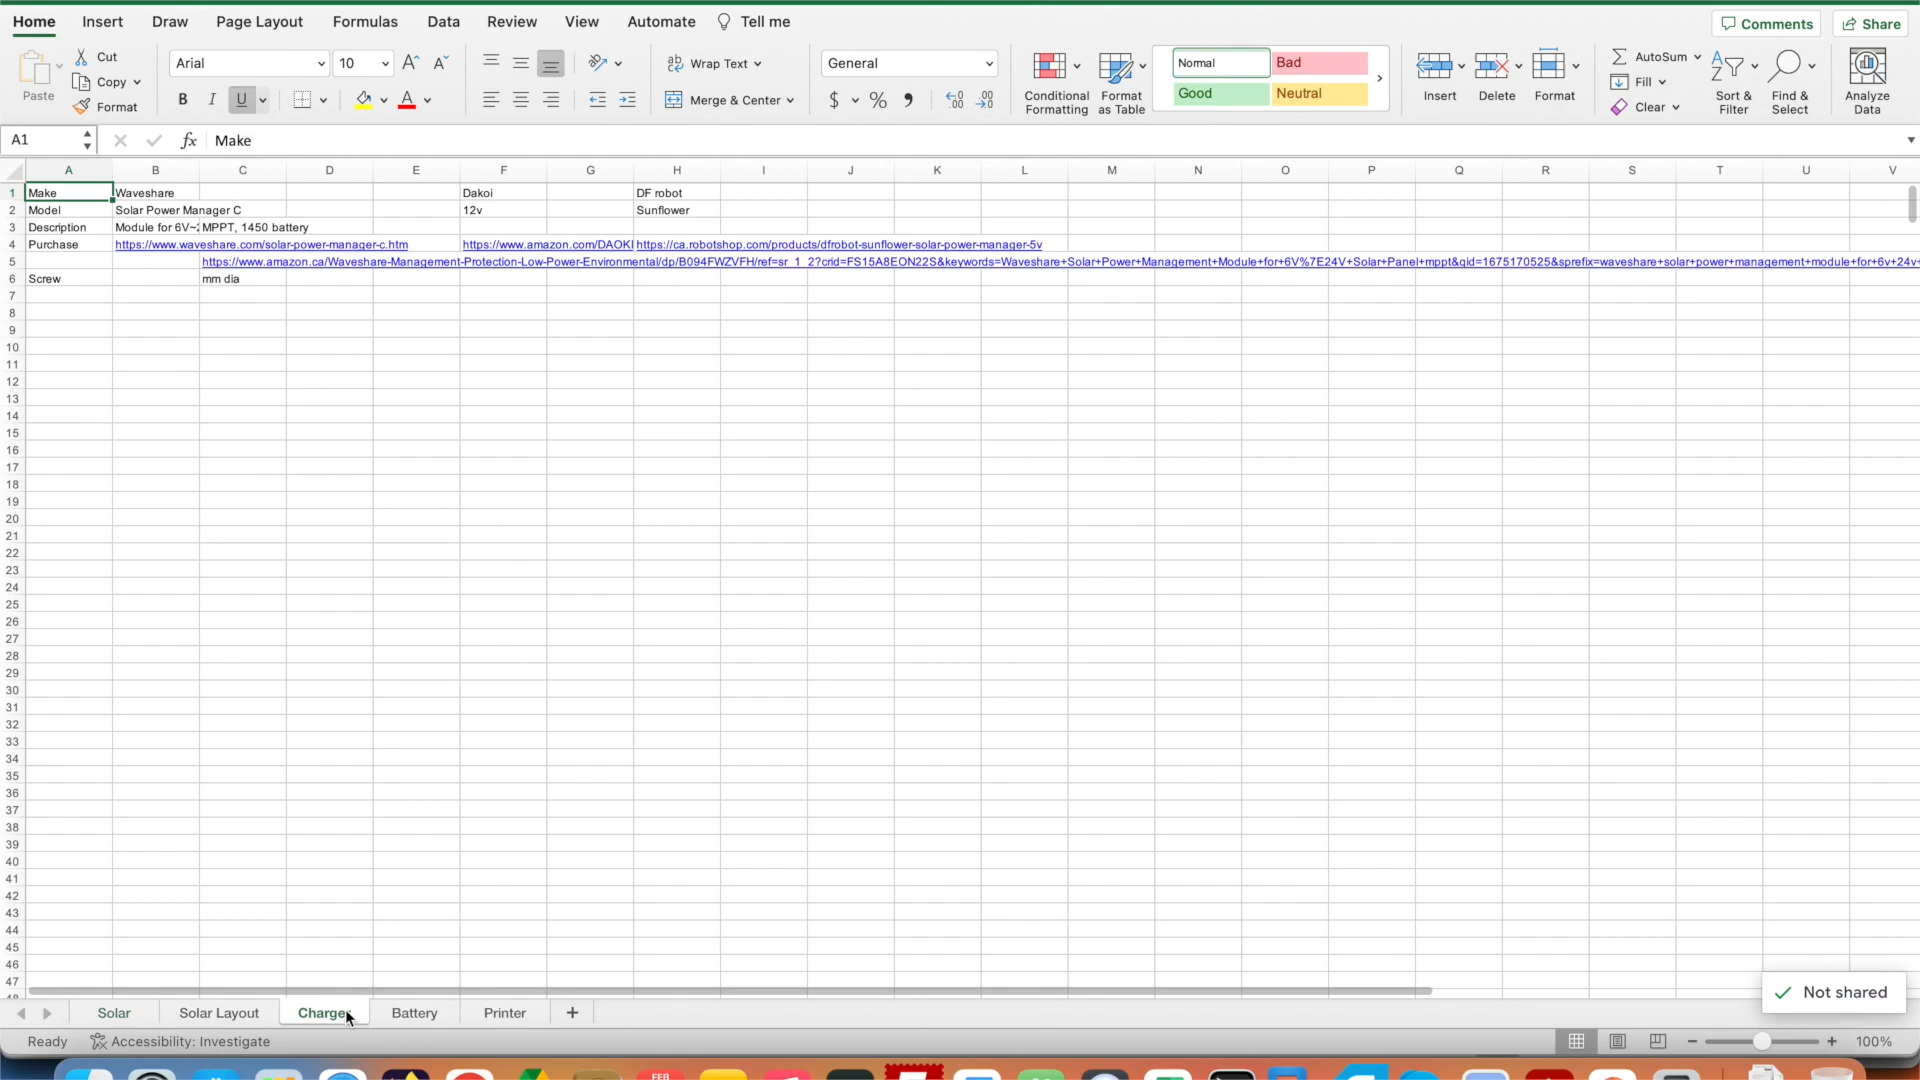 Home Insert Draw Page Layout Formulas Data Review View Automate Tell me Comments Share
Paste Cut Copy Format
Arial 10 Wrap Text General
B I U Merge & Center $ %
Conditional Formatting Format as Table
Normal Bad Good Neutral
Insert Delete Format
AutoSum Fill Clear
Sort & Filter Find & Select Analyze Data
A1 fx Make
A B C D E F G H I J K L M N O P Q R S T U V
1 Make Waveshare Dakoi DF robot
2 Model Solar Power Manager C 12v Sunflower
3 Description Module for 6V~2 MPPT, 1450 battery
4 Purchase https://www.waveshare.com/solar-power-manager-c.htm https://www.amazon.com/DAOKI https://ca.robotshop.com/products/dfrobot-sunflower-solar-power-manager-5v
5 https://www.amazon.ca/Waveshare-Management-Protection-Low-Power-Environmental/dp/B094FWZVFH/ref=sr_1_2?crid=FS15A8EON22S&keywords=Waveshare+Solar+Power+Management+Module+for+6V%7E24V+Solar+Panel+mppt&qid=1675170525&sprefix=waveshare+solar+power+management+module+for+6v+24v+
6 Screw mm dia
7
8
9
10
11
12
13
14
15
16
17
18
19
20
21
22
23
24
25
26
27
28
29
30
31
32
33
34
35
36
37
38
39
40
41
42
43
44
45
46
47
48
Not shared
Solar Solar Layout Charger Battery Printer +
Ready Accessibility: Investigate 100%
FEB